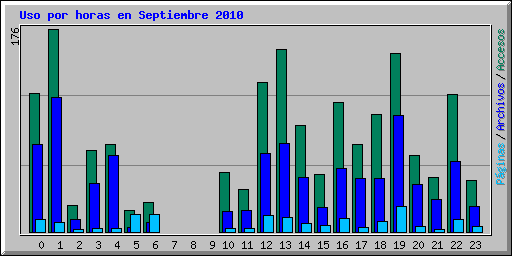 Uso por horas en Septiembre 2010
176
Páginas / Archivos / Accesos
0 1 2 3 4 5 6 7 8 9 10 11 12 13 14 15 16 17 18 19 20 21 22 23